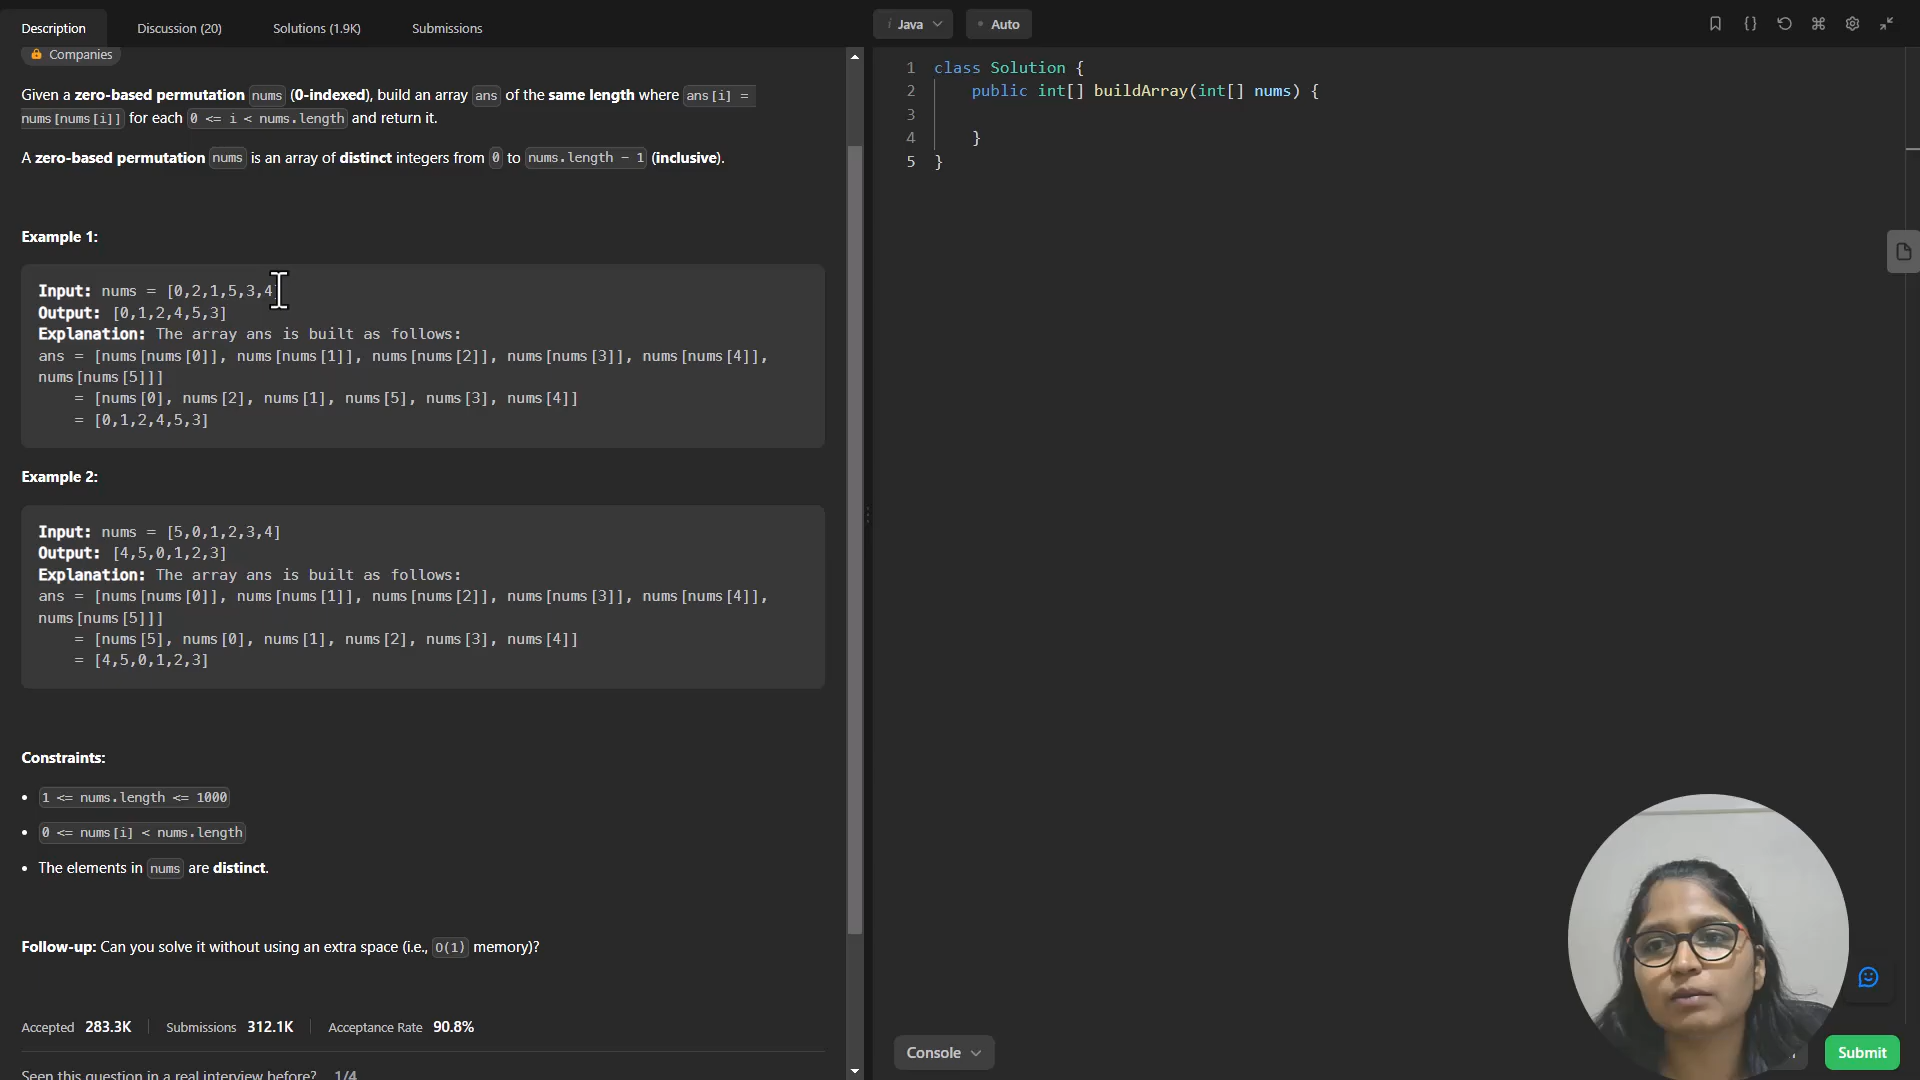 Description
Discussion (20)
Solutions (1.9K)
Submissions
Companies
Given a zero-based permutation nums (0-indexed), build an array ans of the same length where ans[i] =
nums[nums[i]] for each 0 <= i < nums.length and return it.
A zero-based permutation nums is an array of distinct integers from 0 to nums.length - 1 (inclusive).
Example 1:
Input: nums = [0,2,1,5,3,4]
Output: [0,1,2,4,5,3]
Explanation: The array ans is built as follows:
ans = [nums[nums[0]], nums[nums[1]], nums[nums[2]], nums[nums[3]], nums[nums[4]],
nums[nums[5]]]
= [nums[0], nums[2], nums[1], nums[5], nums[3], nums[4]]
= [0,1,2,4,5,3]
Example 2:
Input: nums = [5,0,1,2,3,4]
Output: [4,5,0,1,2,3]
Explanation: The array ans is built as follows:
ans = [nums[nums[0]], nums[nums[1]], nums[nums[2]], nums[nums[3]], nums[nums[4]],
nums[nums[5]]]
= [nums[5], nums[0], nums[1], nums[2], nums[3], nums[4]]
= [4,5,0,1,2,3]
Constraints:
• 1 <= nums.length <= 1000
• 0 <= nums[i] < nums.length
• The elements in nums are distinct.
Follow-up: Can you solve it without using an extra space (i.e., O(1) memory)?
Accepted 283.3K Submissions 312.1K Acceptance Rate 90.8%
Seen this question in a real interview before? 1/4
i Java
Auto
1 class Solution {
2 public int[] buildArray(int[] nums) {
3
4 }
5 }
Console
Submit